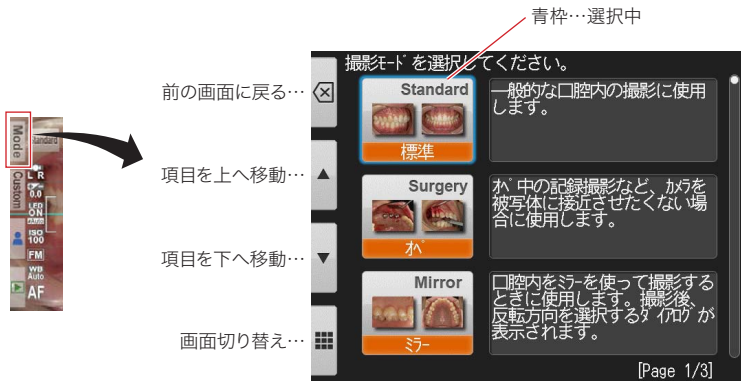 青枠…選択中
撮影ﾓｰﾄﾞを選択してください。
前の画面に戻る…
項目を上へ移動…
項目を下へ移動…
画面切り替え…
Standard
標準
一般的な口腔内の撮影に使用
します。
Surgery
ｵﾍﾟ
ｵﾍﾟ中の記録撮影など、ｶﾒﾗを
被写体に接近させたくない場
合に使用します。
Mirror
ﾐﾗｰ
口腔内をﾐﾗｰを使って撮影する
ときに使用します。撮影後、
反転方向を選択するﾀﾞｲｱﾛｸﾞが
表示されます。
[Page 1/3]
Mode
Standard
Custom
L R
0.0
LED
ON
eAuto
ISO
100
FM
WB
Auto
AF